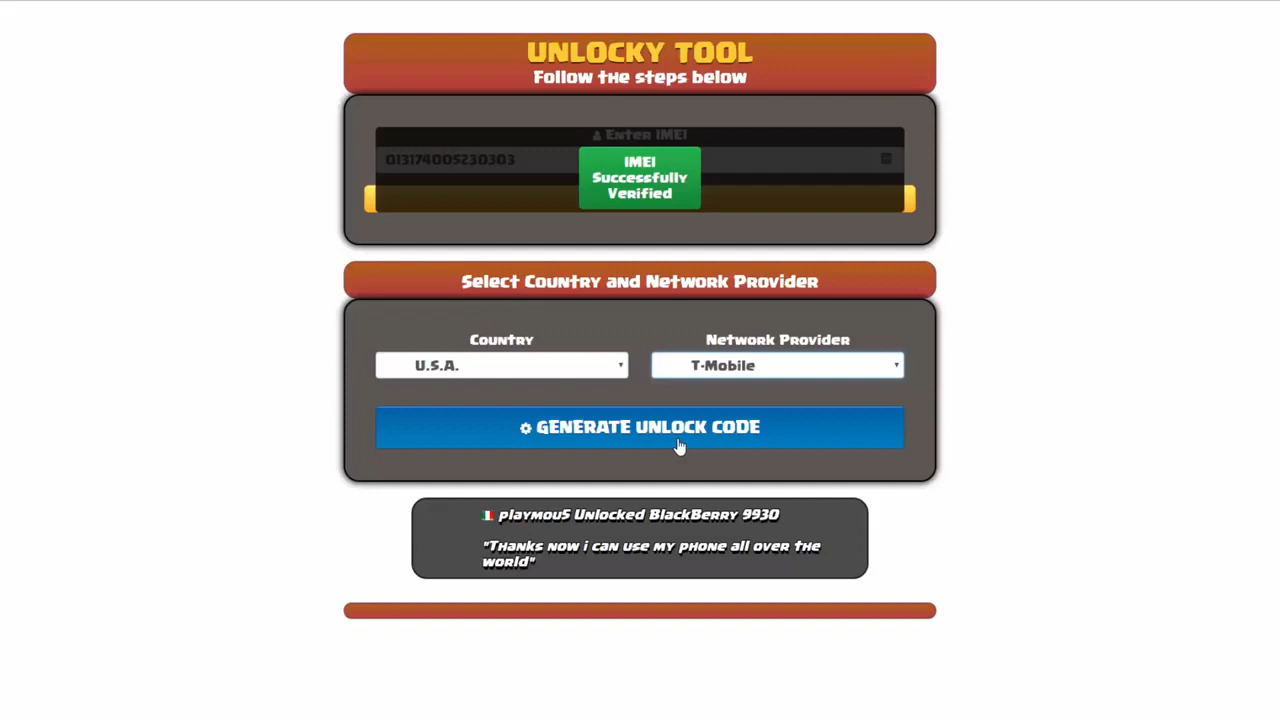 UNLOCKY TOOL
Follow the steps below
Enter IMEI
013174005230303
IMEI
Successfully
Verified
Select Country and Network Provider
Country
Network Provider
U.S.A.
T-Mobile
GENERATE UNLOCK CODE
playmou5 Unlocked BlackBerry 9930
"Thanks now i can use my phone all over the
world"